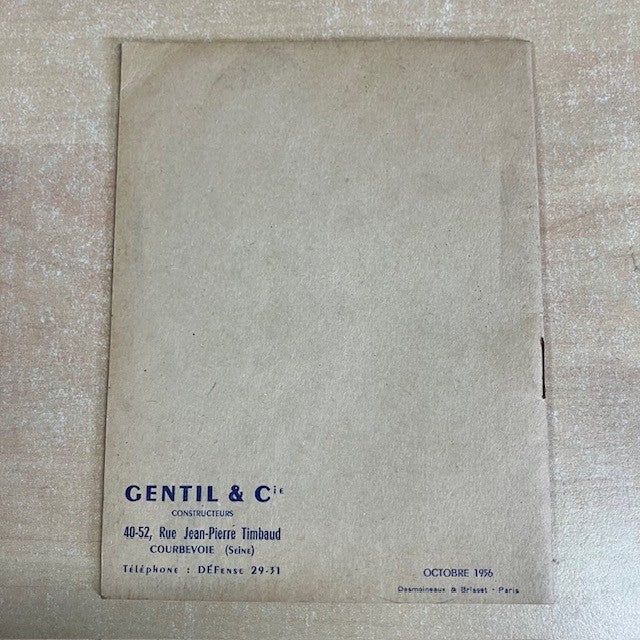 GENTIL & Cie
CONSTRUCTEURS
40-52, Rue Jean-Pierre Timbaud
COURBEVOIE (Seine)
Téléphone : DÉFense 29-31
OCTOBRE 1956
Desmoineaux & Brisset - Paris